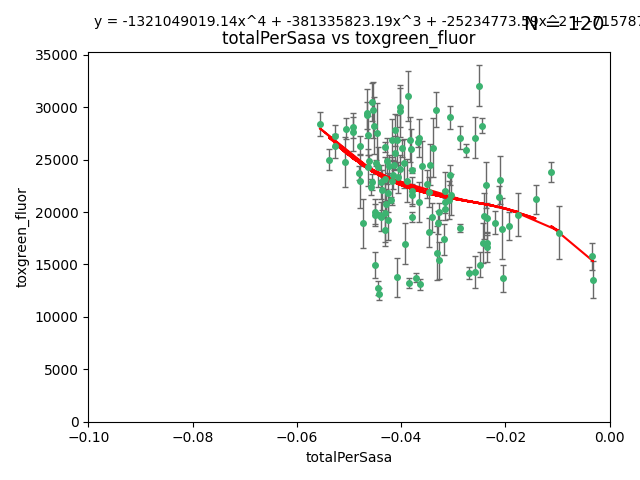 y = -1321049019.14x^4 + -381335823.19x^3 + -25234773.59x^2 + -715787
N = 120
totalPerSasa vs toxgreen_fluor
35000
30000
25000
20000
15000
10000
5000
0
toxgreen_fluor
−0.10 −0.08 −0.06 −0.04 −0.02 0.00
totalPerSasa